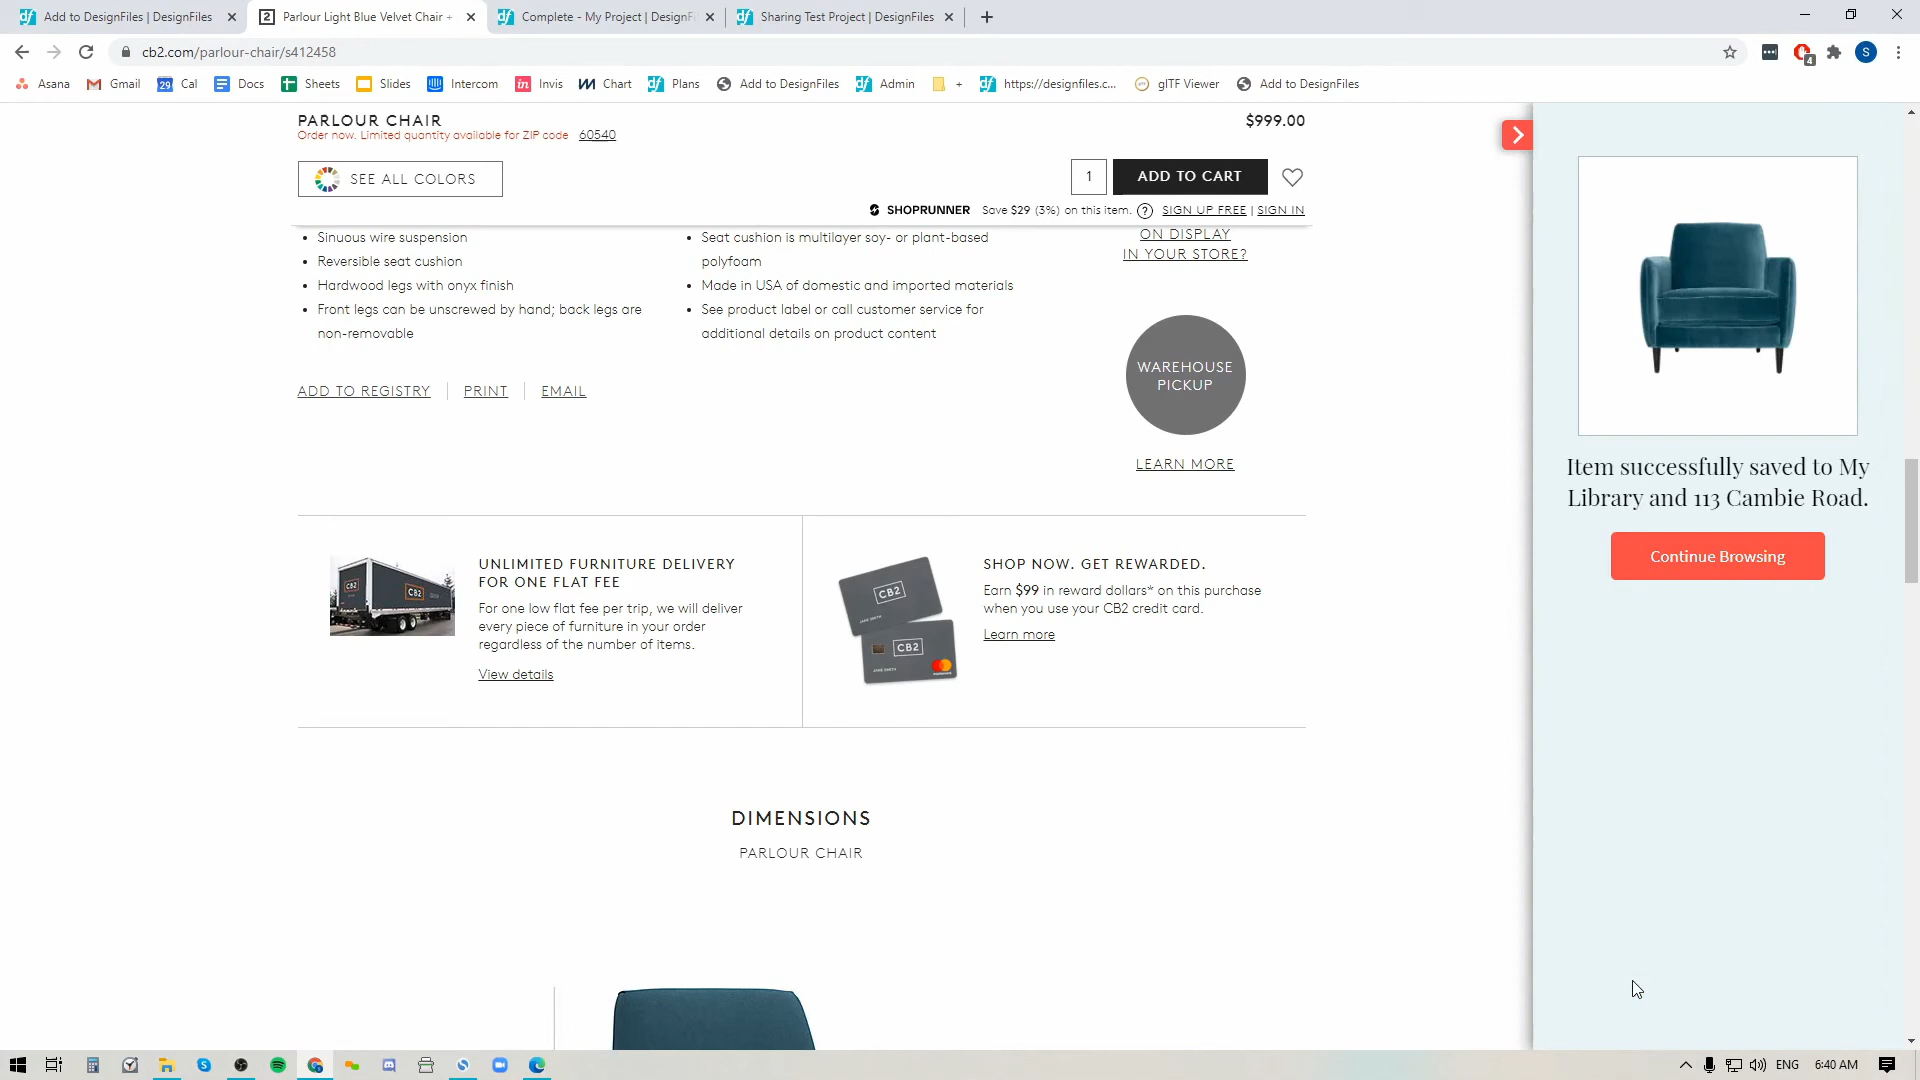 Add to DesignFiles | DesignFiles
Parlour Light Blue Velvet Chair +
Complete - My Project | DesignF
Sharing Test Project | DesignFiles
cb2.com/parlour-chair/s412458
4
S
Asana
Gmail
29
Cal
Docs
Sheets
Slides
Intercom
in
Invis
Chart
Plans
Add to DesignFiles
Admin
+
https://designfiles.c...
glTF Viewer
Add to DesignFiles
PARLOUR CHAIR
$999.00
Order now. Limited quantity available for ZIP code 60540
SEE ALL COLORS
1
ADD TO CART
SHOPRUNNER Save $29 (3%) on this item. ? SIGN UP FREE | SIGN IN
• Sinuous wire suspension
• Reversible seat cushion
• Hardwood legs with onyx finish
• Front legs can be unscrewed by hand; back legs are
non-removable
• Seat cushion is multilayer soy- or plant-based
polyfoam
• Made in USA of domestic and imported materials
• See product label or call customer service for
additional details on product content
ON DISPLAY
IN YOUR STORE?
WAREHOUSE
PICKUP
LEARN MORE
ADD TO REGISTRY
PRINT
EMAIL
CB2
CB2
UNLIMITED FURNITURE DELIVERY
FOR ONE FLAT FEE
For one low flat fee per trip, we will deliver
every piece of furniture in your order
regardless of the number of items.
View details
CB2
CB2
SHOP NOW. GET REWARDED.
Earn $99 in reward dollars* on this purchase
when you use your CB2 credit card.
Learn more
DIMENSIONS
PARLOUR CHAIR
Item successfully saved to My
Library and 113 Cambie Road.
Continue Browsing
ENG
6:40 AM